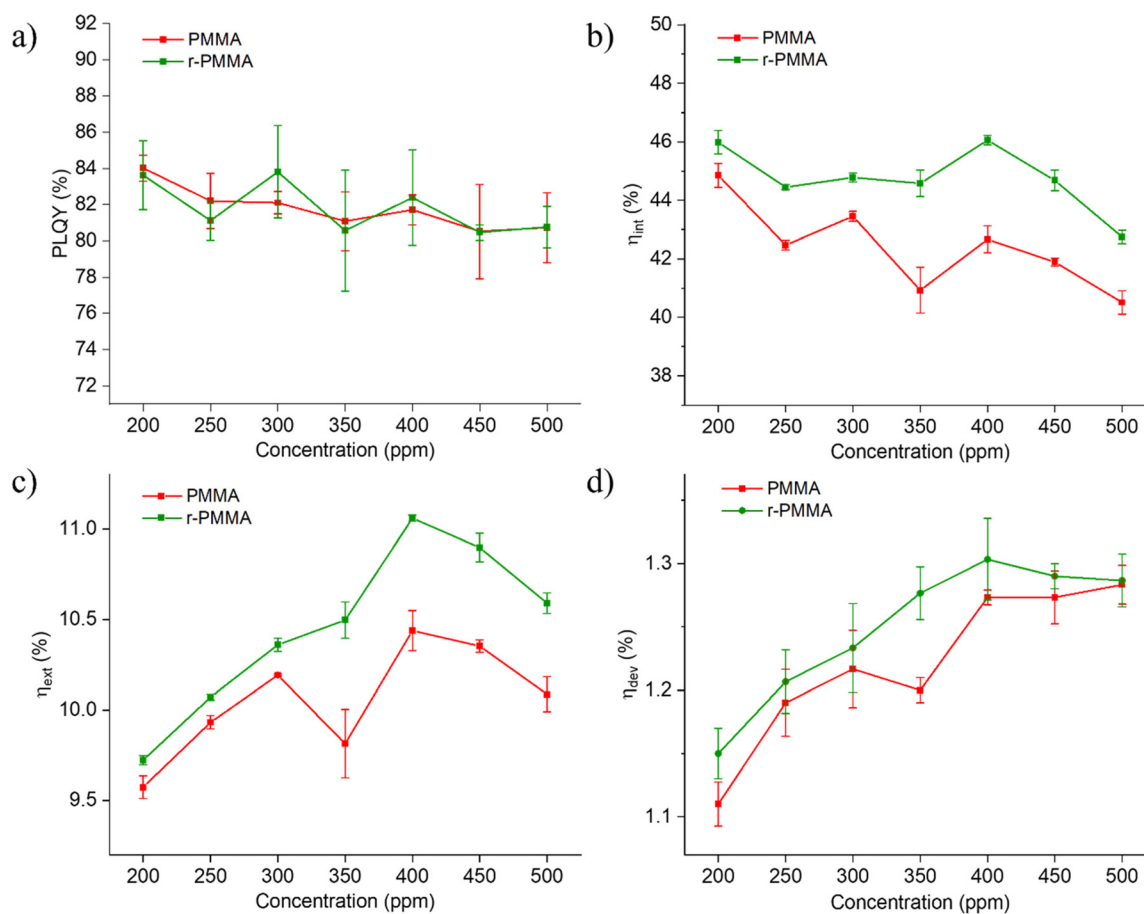 a)
PMMA
r-PMMA
PLQY (%)
92
90
88
86
84
82
80
78
76
74
72
200 250 300 350 400 450 500
Concentration (ppm)
b)
PMMA
r-PMMA
ηint (%)
50
48
46
44
42
40
38
200 250 300 350 400 450 500
Concentration (ppm)
c)
PMMA
r-PMMA
ηext (%)
11.0
10.5
10.0
9.5
200 250 300 350 400 450 500
Concentration (ppm)
d)
PMMA
r-PMMA
ηdev (%)
1.3
1.2
1.1
200 250 300 350 400 450 500
Concentration (ppm)